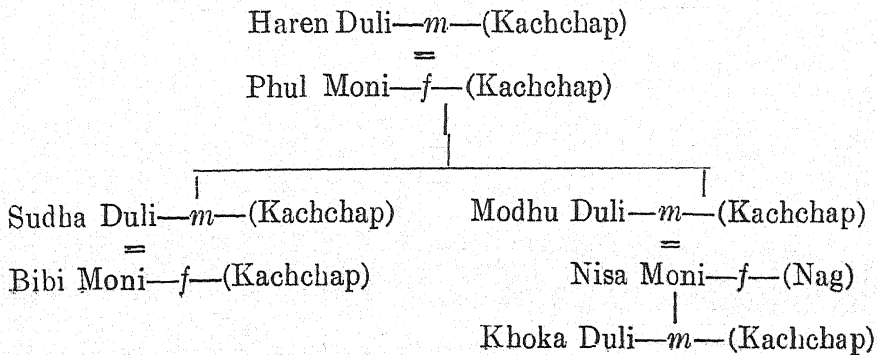 Haren Duli—m—(Kachchap)
=
Phul Moni—f—(Kachchap)
Sudha Duli—m—(Kachchap) Modhu Duli—m—(Kachchap)
= =
Bibi Moni—f—(Kachchap) Nisa Moni—f—(Nag)
Khoka Duli—m—(Kachchap)